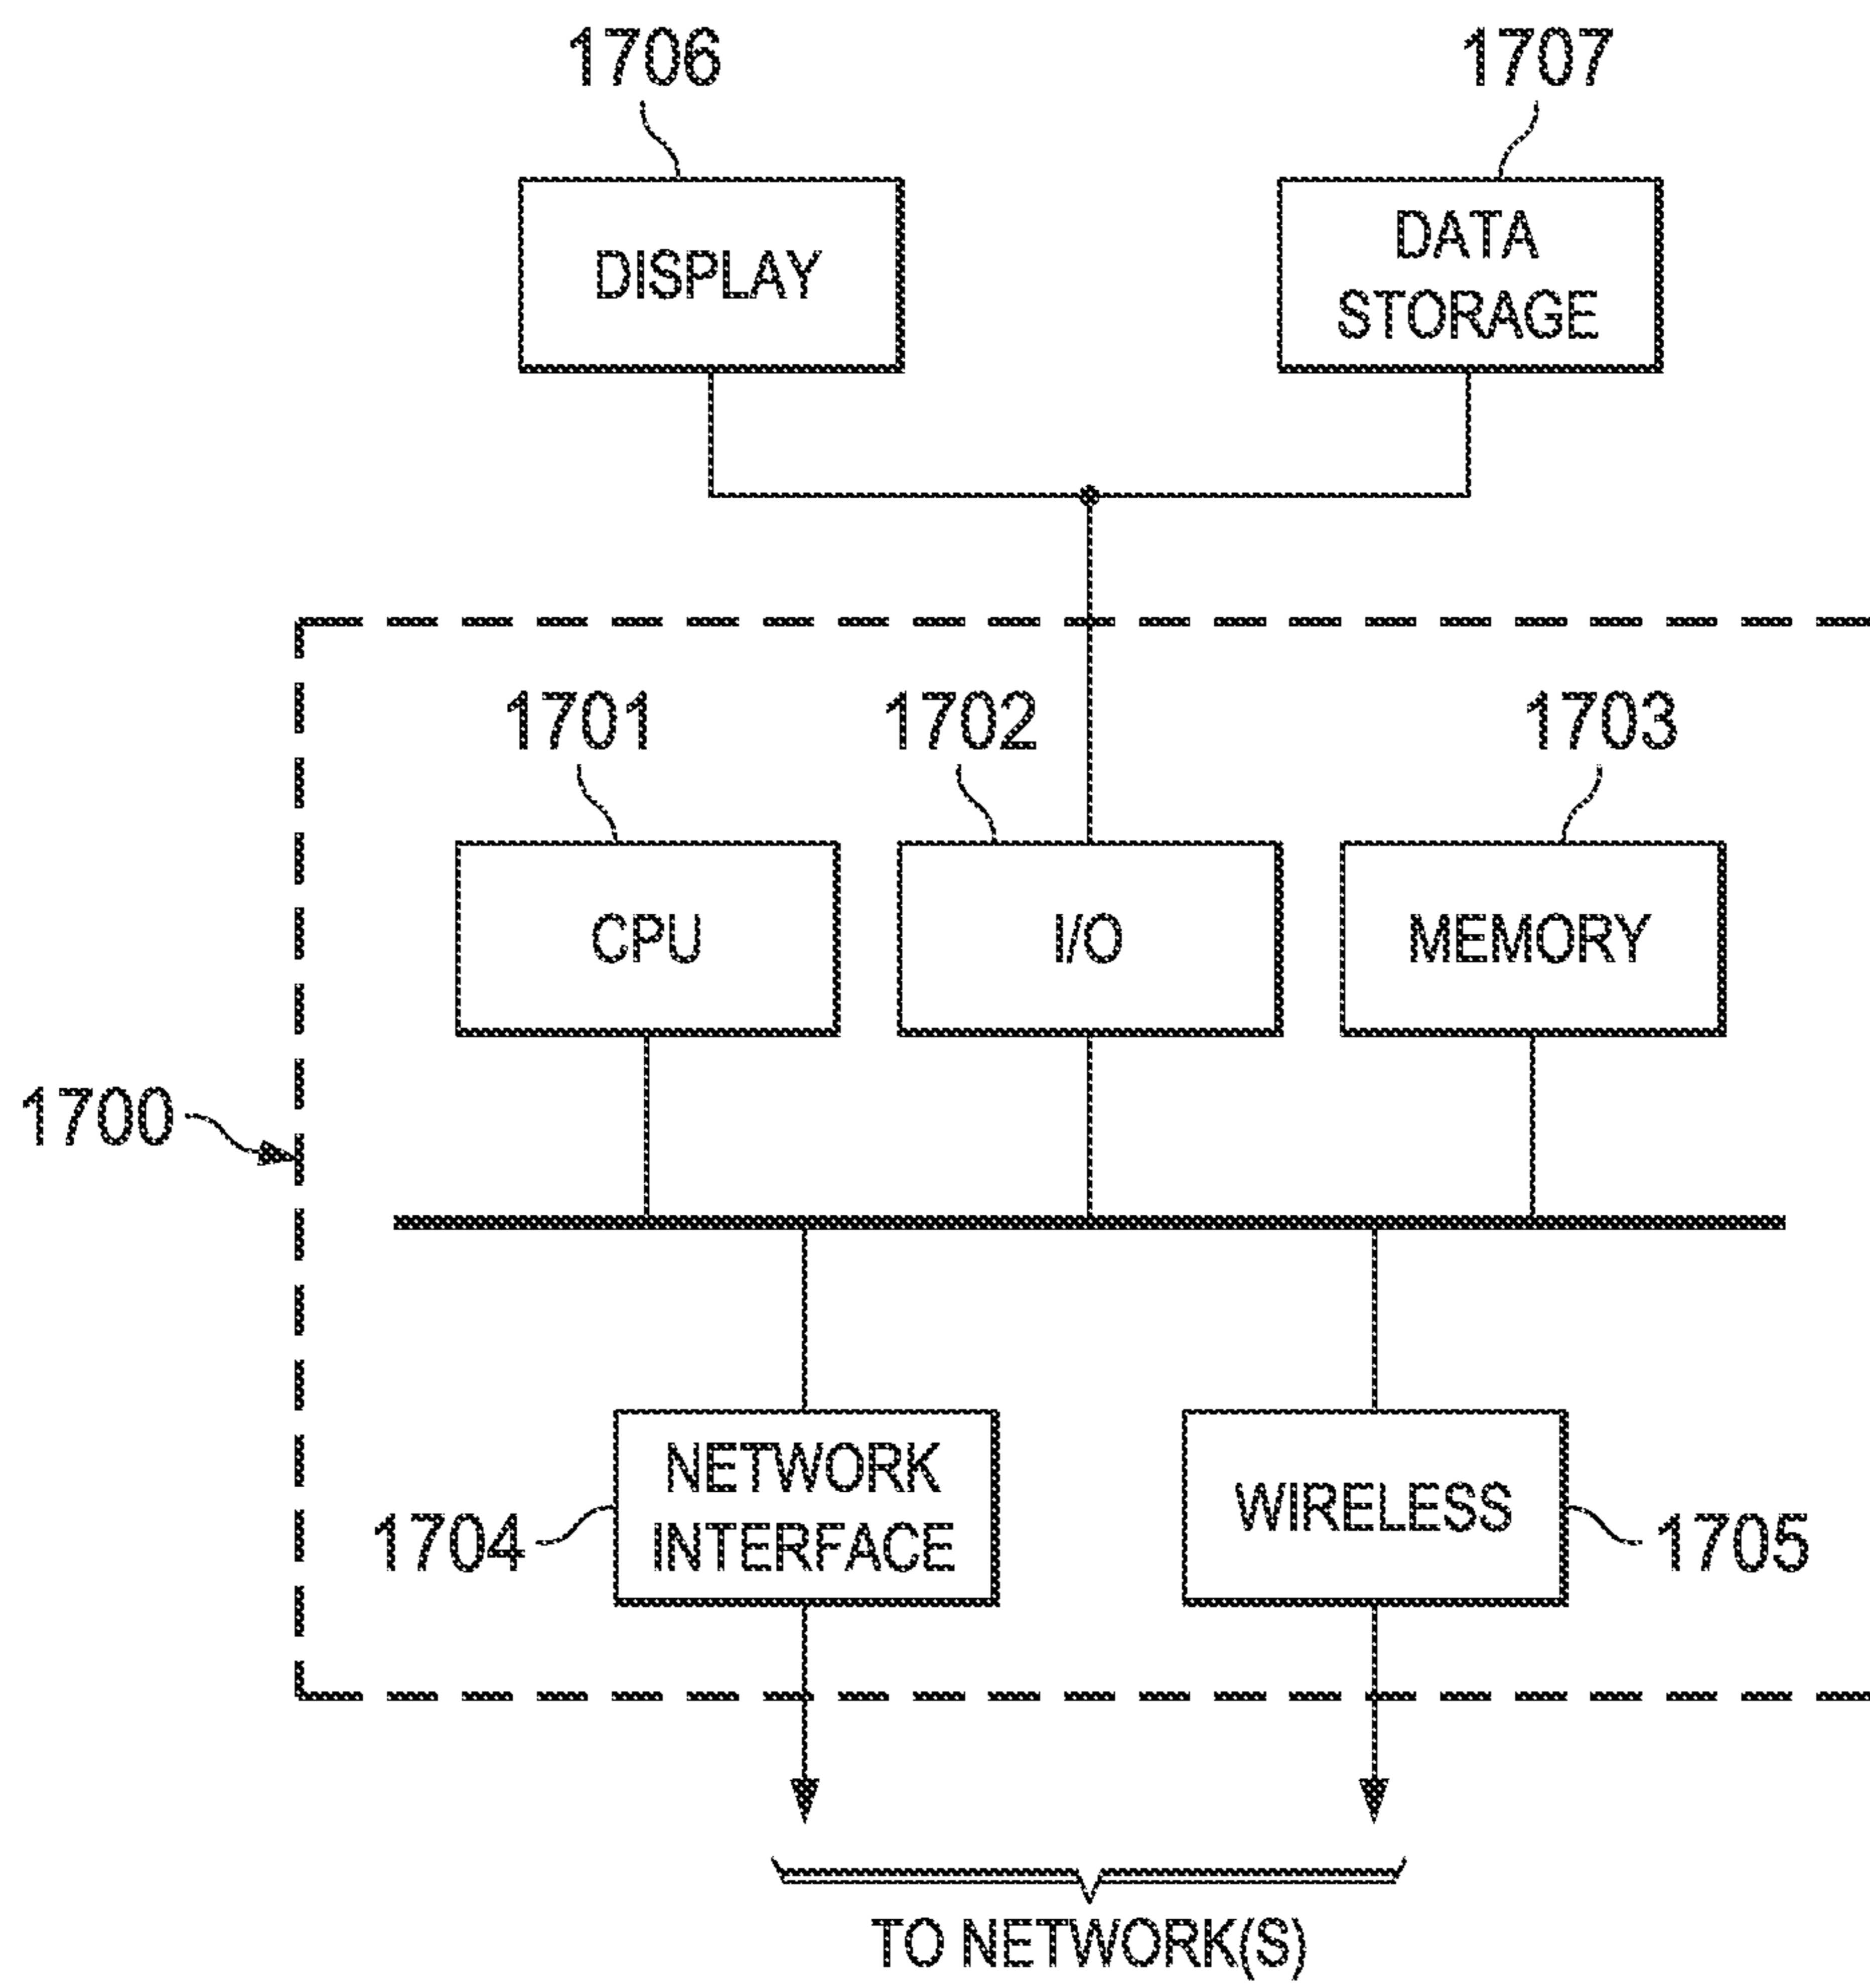 1706
1707
DISPLAY
DATA
STORAGE
1701
1702
1703
CPU
I/O
MEMORY
1700
NETWORK
INTERFACE
1704
WIRELESS
1705
TO NETWORK(S)